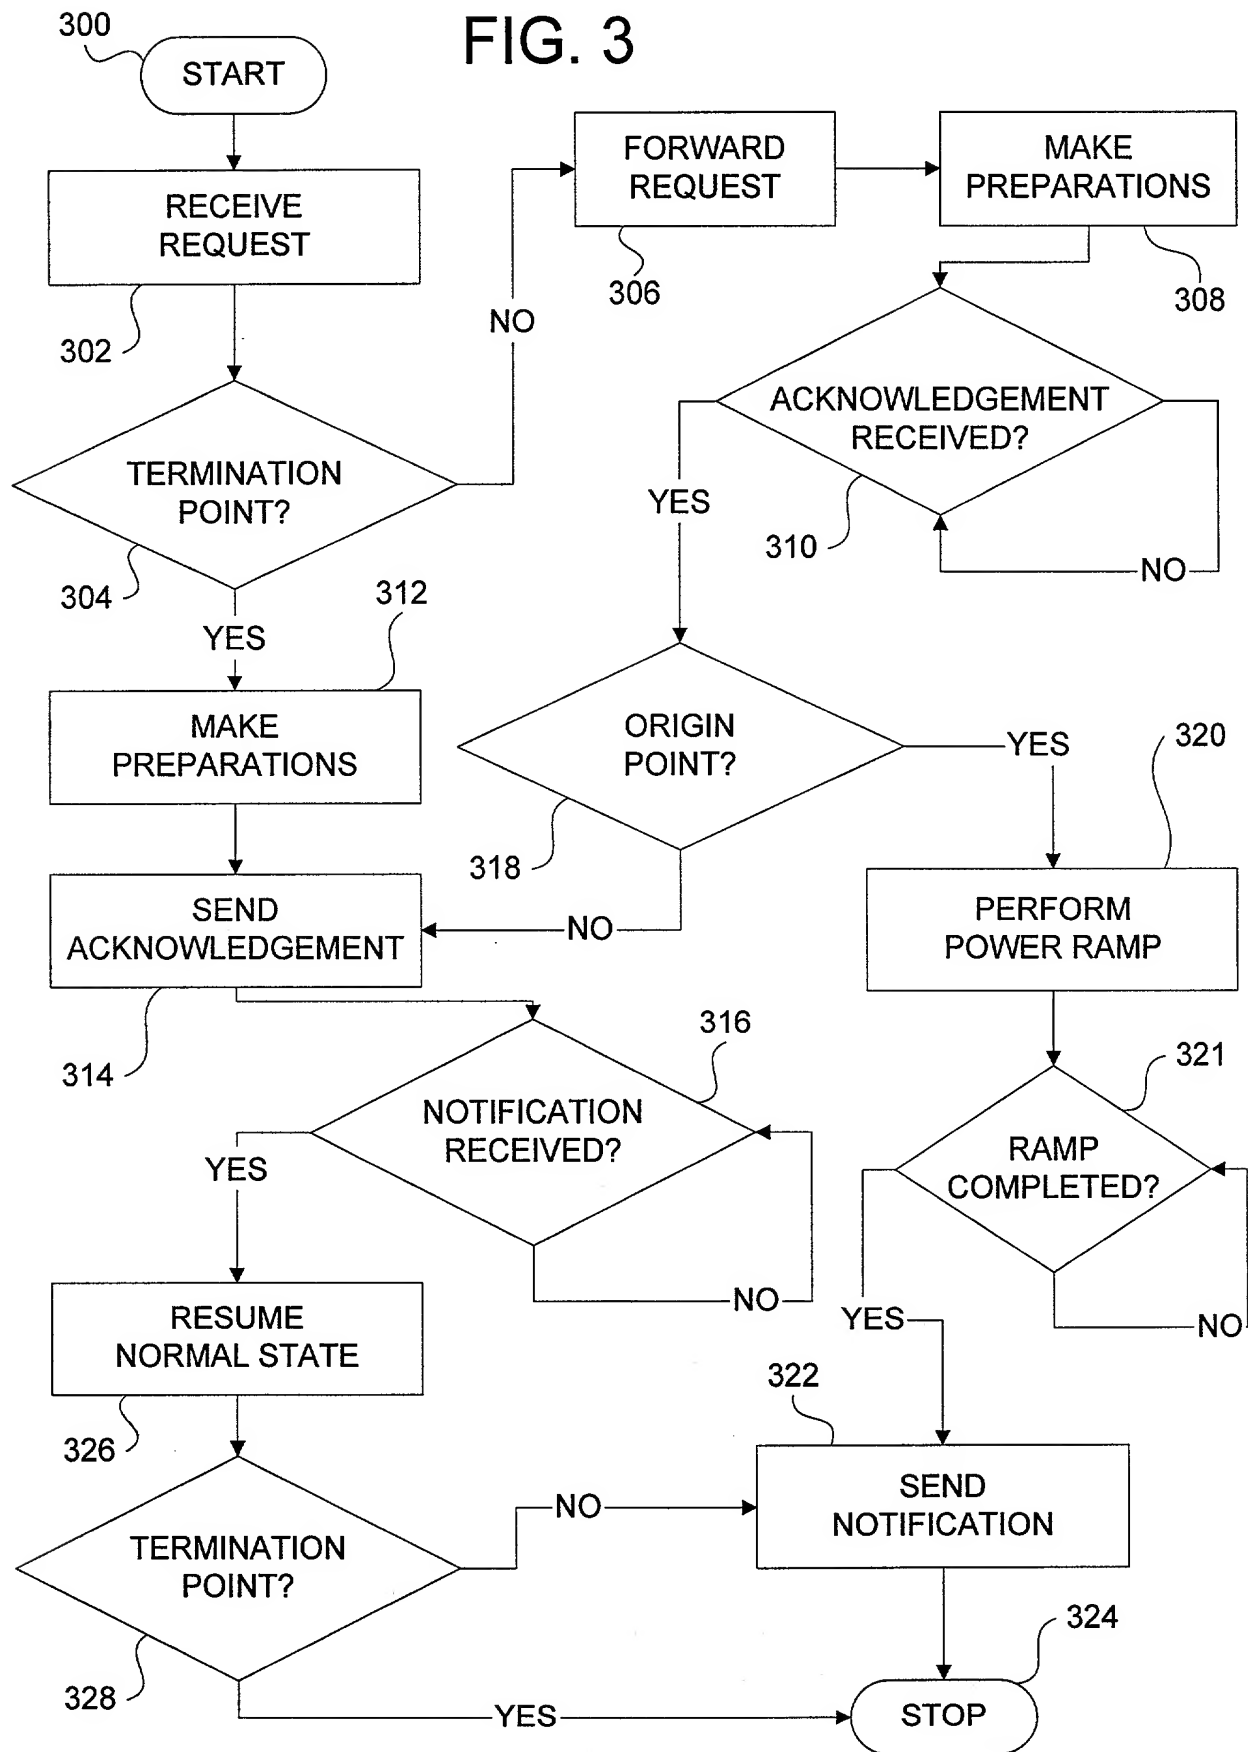 FIG. 3
300
START
RECEIVE
REQUEST
302
FORWARD
REQUEST
306
MAKE
PREPARATIONS
308
NO
TERMINATION
POINT?
304
ACKNOWLEDGEMENT
RECEIVED?
310
YES
NO
YES
312
MAKE
PREPARATIONS
ORIGIN
POINT?
318
YES
320
NO
SEND
ACKNOWLEDGEMENT
314
PERFORM
POWER RAMP
316
NOTIFICATION
RECEIVED?
YES
NO
321
RAMP
COMPLETED?
YES
NO
RESUME
NORMAL STATE
326
322
SEND
NOTIFICATION
NO
TERMINATION
POINT?
328
YES
324
STOP